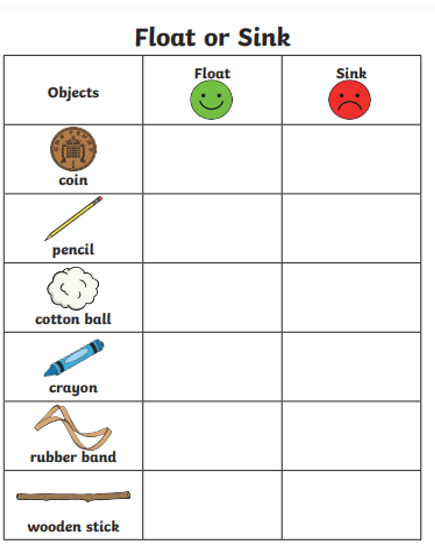 Float or Sink
Objects
Float
Sink
coin
pencil
cotton ball
crayon
rubber band
wooden stick